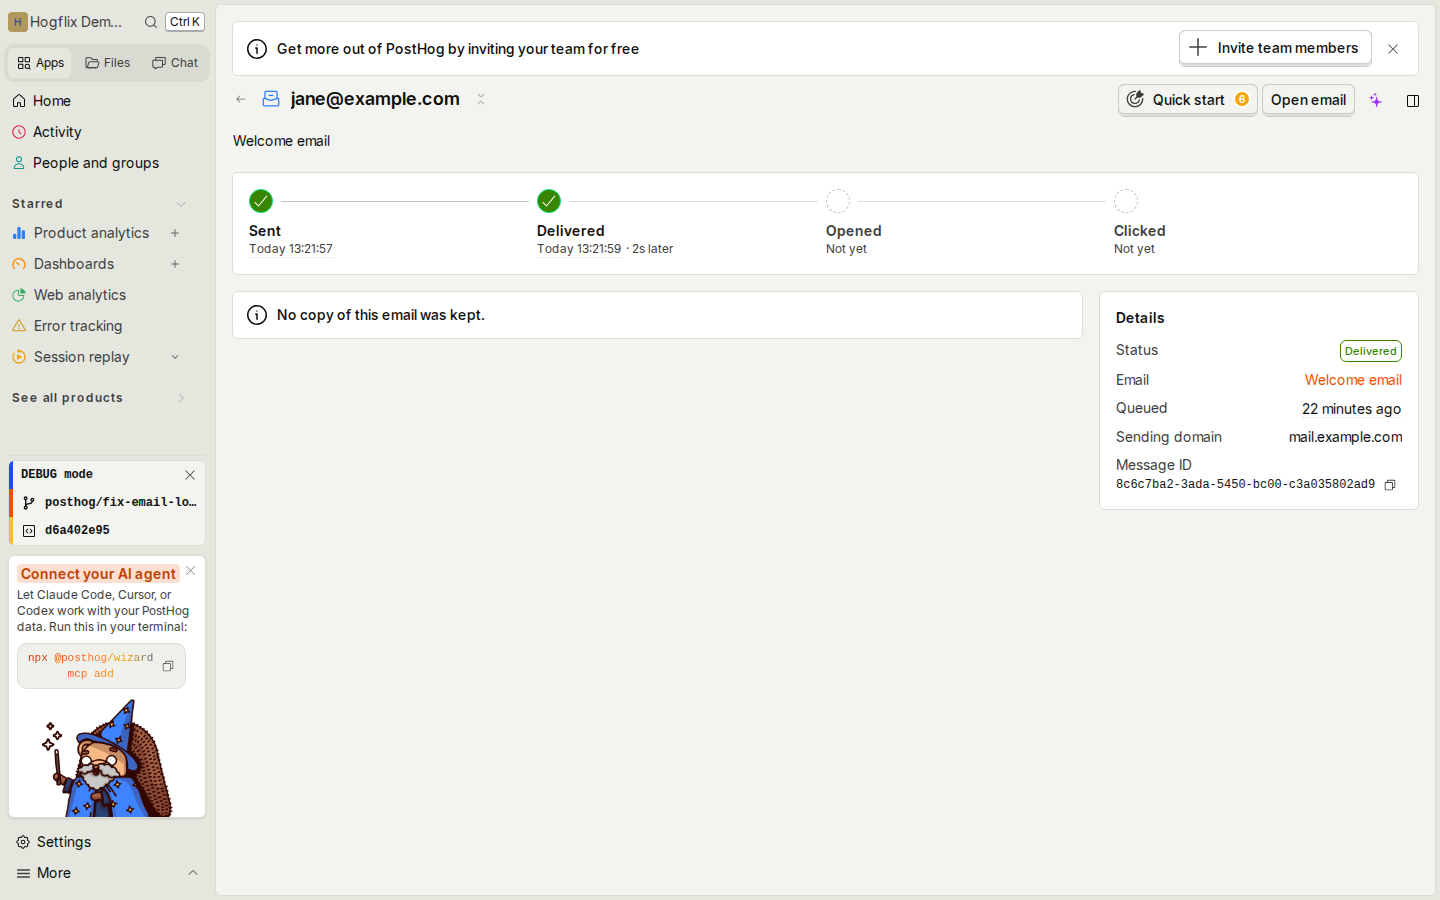 H Hogflix Dem... Ctrl K
Apps Files Chat
Home
Activity
People and groups
Starred
Product analytics
Dashboards
Web analytics
Error tracking
Session replay
See all products
DEBUG mode
posthog/fix-email-lo…
d6a402e95
Connect your AI agent
Let Claude Code, Cursor, or
Codex work with your PostHog
data. Run this in your terminal:
npx @posthog/wizard
mcp add
Settings
More
Get more out of PostHog by inviting your team for free
Invite team members
jane@example.com
Quick start 6
Open email
Welcome email
Sent
Today 13:21:57
Delivered
Today 13:21:59 · 2s later
Opened
Not yet
Clicked
Not yet
No copy of this email was kept.
Details
Status Delivered
Email Welcome email
Queued 22 minutes ago
Sending domain mail.example.com
Message ID
8c6c7ba2-3ada-5450-bc00-c3a035802ad9